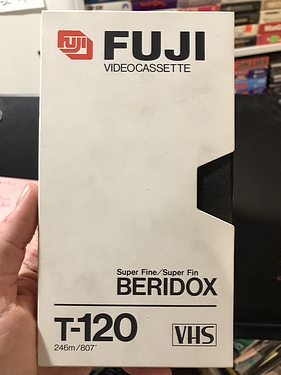 FUJI
FUJI
VIDEOCASSETTE
Super Fine/Super Fin
BERIDOX
T-120
246m/807'
VHS